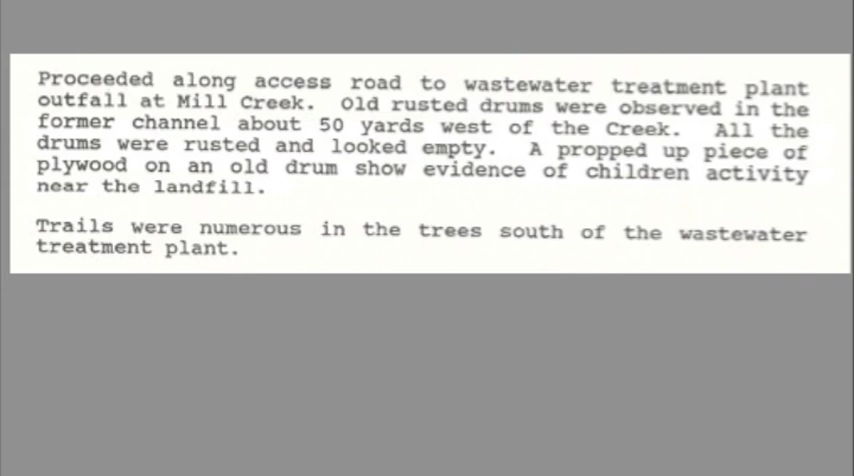 Proceeded along access road to wastewater treatment plant
outfall at Mill Creek. Old rusted drums were observed in the
former channel about 50 yards west of the Creek. All the
drums were rusted and looked empty. A propped up piece of
plywood on an old drum show evidence of children activity
near the landfill.
Trails were numerous in the trees south of the wastewater
treatment plant.